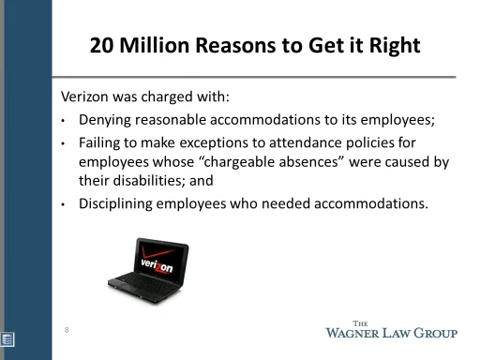 20 Million Reasons to Get it Right
Verizon was charged with:
• Denying reasonable accommodations to its employees;
• Failing to make exceptions to attendance policies for
employees whose “chargeable absences” were caused by
their disabilities; and
• Disciplining employees who needed accommodations.
verizon
8
THE
WAGNER LAW GROUP